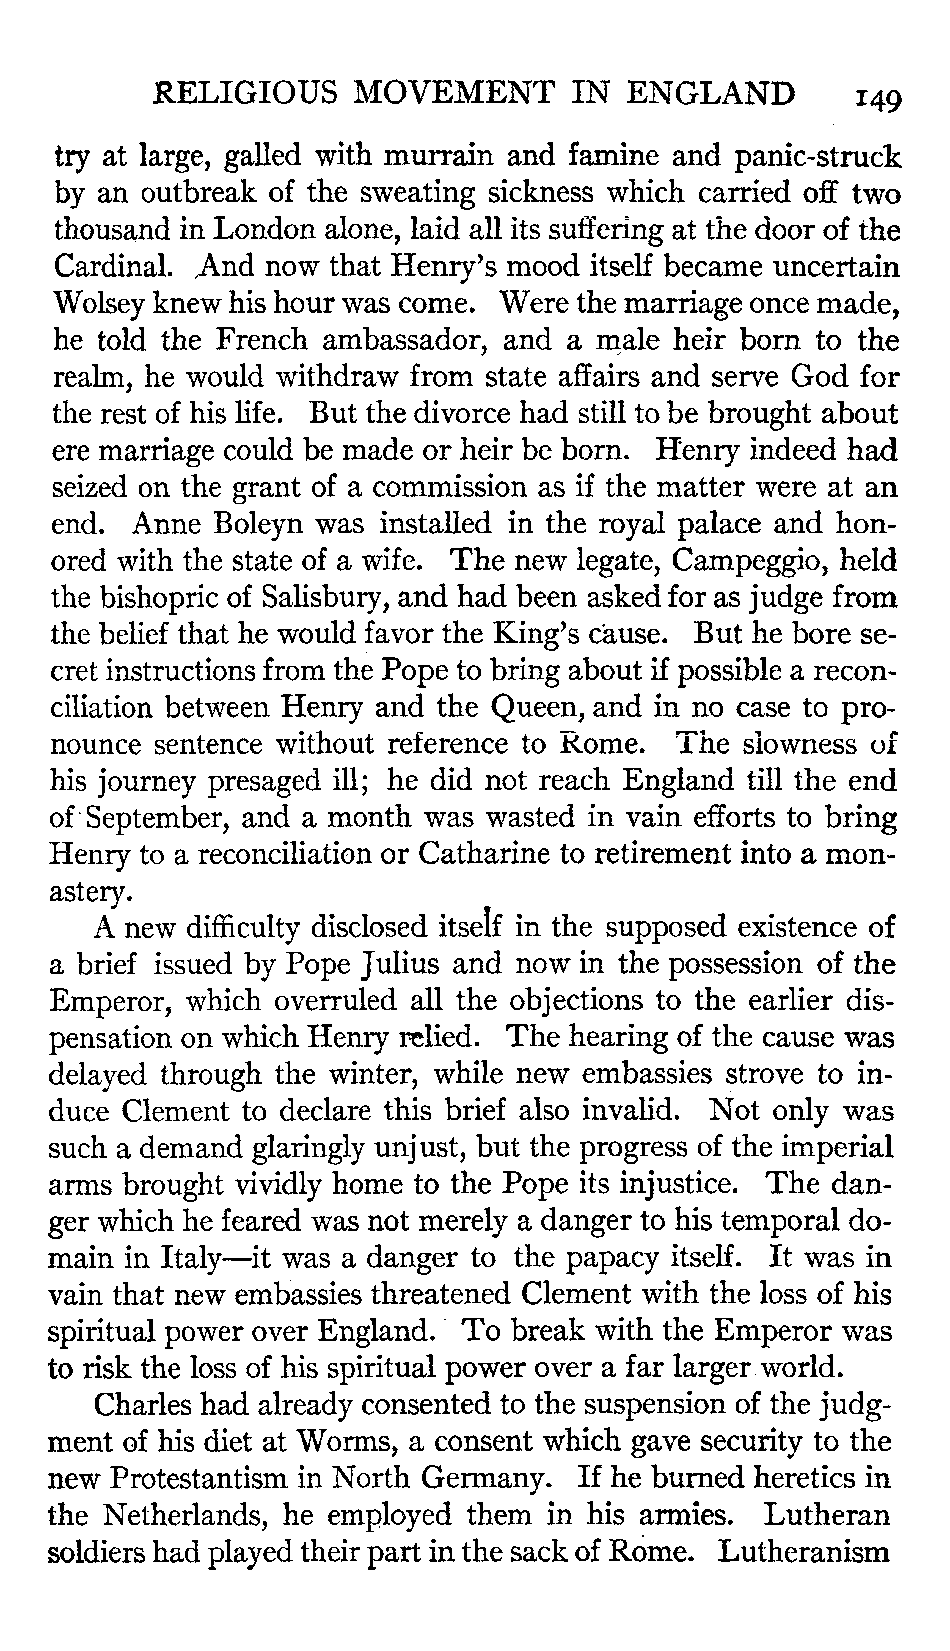 RELIGIOUS MOVEMENT IN ENGLAND 149
try at large, galled with murrain and famine and panic-struck
by an outbreak of the sweating sickness which carried off two
thousand in London alone, laid all its suffering at the door of the
Cardinal. And now that Henry's mood itself became uncertain
Wolsey knew his hour was come. Were the marriage once made,
he told the French ambassador, and a male heir born to the
realm, he would withdraw from state affairs and serve God for
the rest of his life. But the divorce had still to be brought about
ere marriage could be made or heir be born. Henry indeed had
seized on the grant of a commission as if the matter were at an
end. Anne Boleyn was installed in the royal palace and hon-
ored with the state of a wife. The new legate, Campeggio, held
the bishopric of Salisbury, and had been asked for as judge from
the belief that he would favor the King's cause. But he bore se-
cret instructions from the Pope to bring about if possible a recon-
ciliation between Henry and the Queen, and in no case to pro-
nounce sentence without reference to Rome. The slowness of
his journey presaged ill; he did not reach England till the end
of September, and a month was wasted in vain efforts to bring
Henry to a reconciliation or Catharine to retirement into a mon-
astery.
A new difficulty disclosed itself in the supposed existence of
a brief issued by Pope Julius and now in the possession of the
Emperor, which overruled all the objections to the earlier dis-
pensation on which Henry relied. The hearing of the cause was
delayed through the winter, while new embassies strove to in-
duce Clement to declare this brief also invalid. Not only was
such a demand glaringly unjust, but the progress of the imperial
arms brought vividly home to the Pope its injustice. The dan-
ger which he feared was not merely a danger to his temporal do-
main in Italy—it was a danger to the papacy itself. It was in
vain that new embassies threatened Clement with the loss of his
spiritual power over England. To break with the Emperor was
to risk the loss of his spiritual power over a far larger world.
Charles had already consented to the suspension of the judg-
ment of his diet at Worms, a consent which gave security to the
new Protestantism in North Germany. If he burned heretics in
the Netherlands, he employed them in his armies. Lutheran
soldiers had played their part in the sack of Rome. Lutheranism